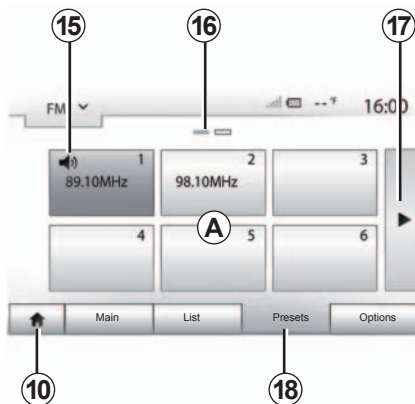 15 16 17
FM --°F 16:00
1 2 3
89.10MHz 98.10MHz
A
4 5 6
Main List Presets Options
10 18